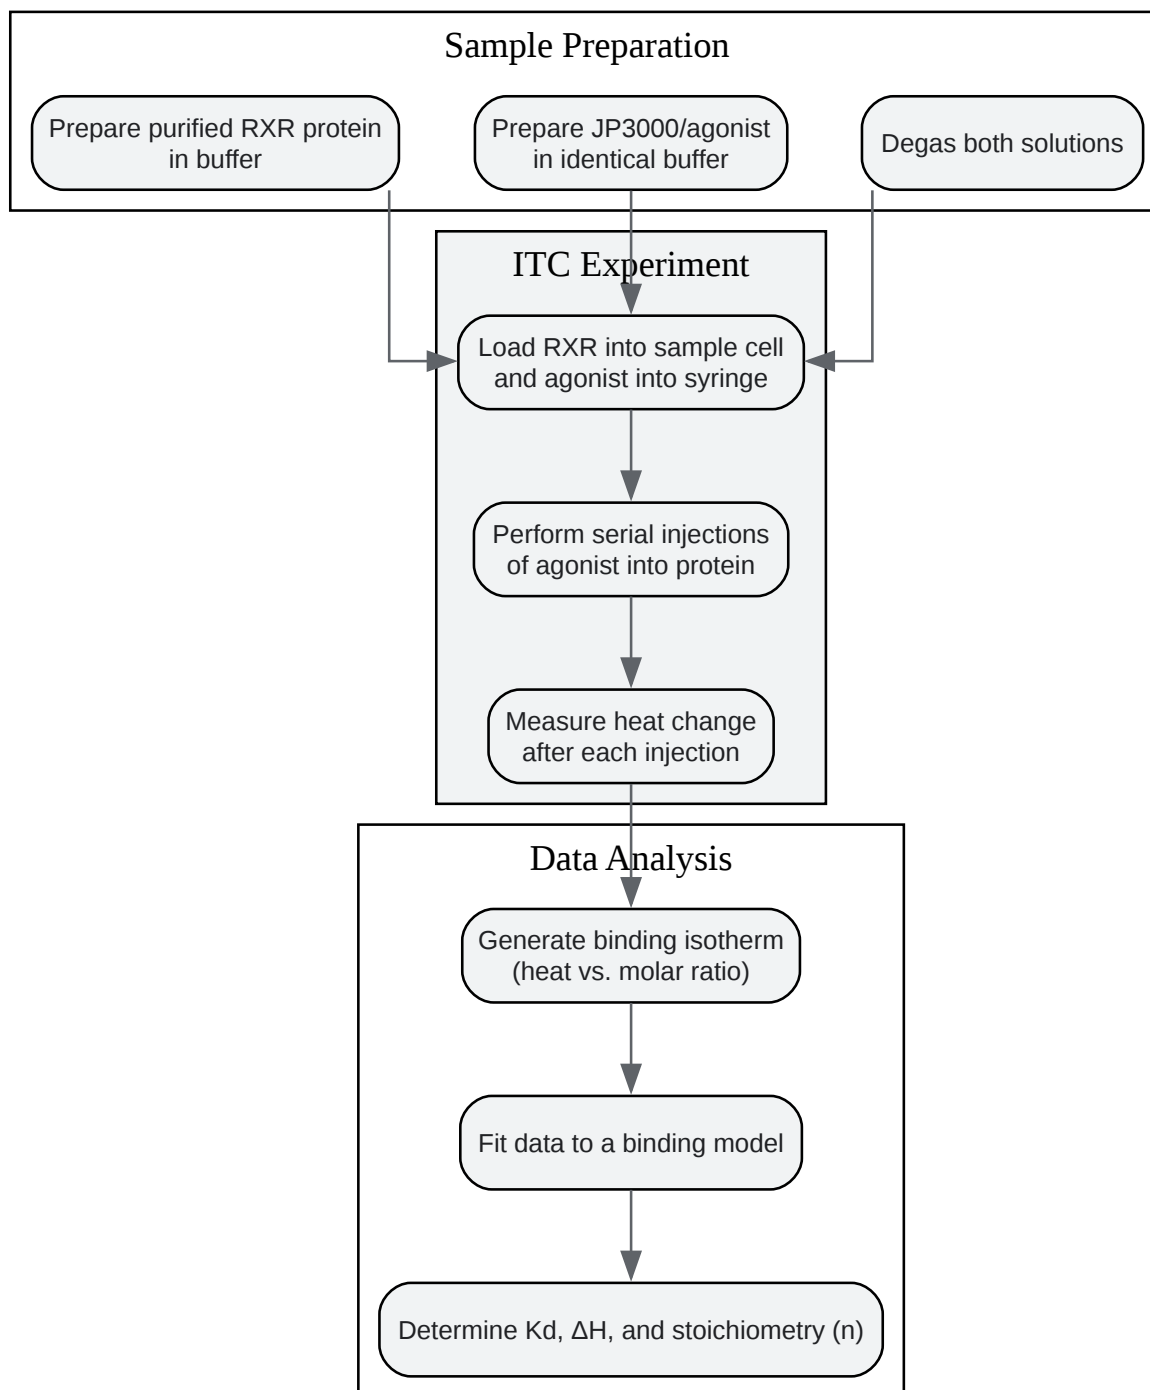 Sample Preparation
Prepare purified RXR protein
in buffer
Prepare JP3000/agonist
in identical buffer
Degas both solutions
ITC Experiment
Load RXR into sample cell
and agonist into syringe
Perform serial injections
of agonist into protein
Measure heat change
after each injection
Data Analysis
Generate binding isotherm
(heat vs. molar ratio)
Fit data to a binding model
Determine Kd, ΔH, and stoichiometry (n)